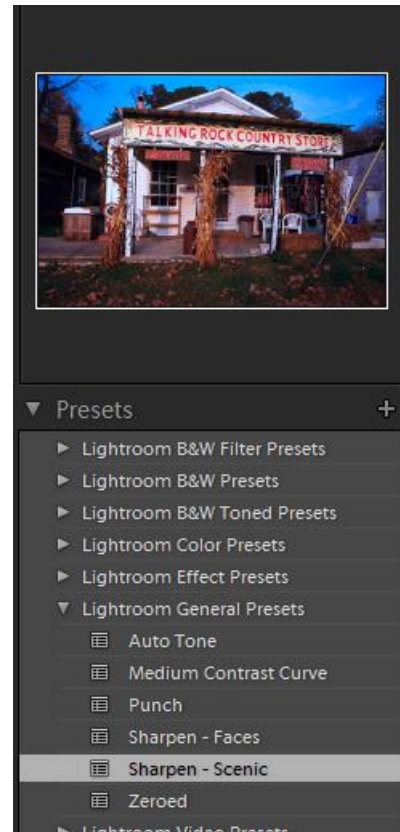 TALKING ROCK COUNTRY STORE
Presets
Lightroom B&W Filter Presets
Lightroom B&W Presets
Lightroom B&W Toned Presets
Lightroom Color Presets
Lightroom Effect Presets
Lightroom General Presets
Auto Tone
Medium Contrast Curve
Punch
Sharpen - Faces
Sharpen - Scenic
Zeroed
Lightroom Video Presets